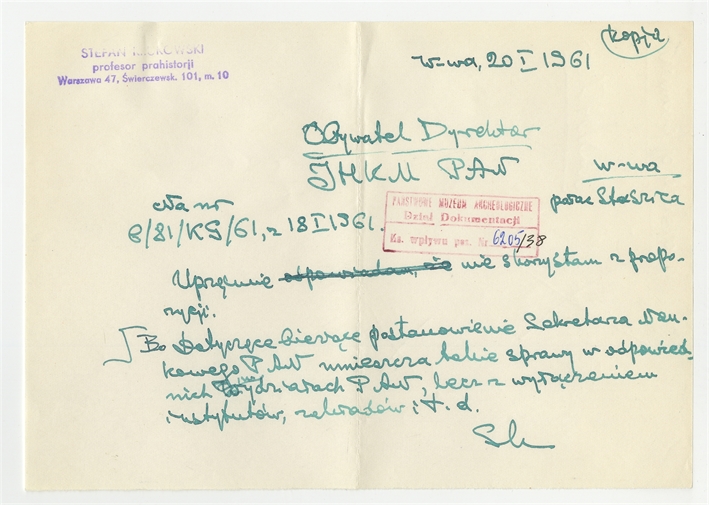 kopja
STEFAN KRUKOWSKI
profesor prahistorji
Warszawa 47, Świerczewsk. 101, m. 10
W-wa, 20 I 1961
Obywatel Dyrektor
IHKM PAN
W-wa
pałac Staszica
dla nr
6/81/KS/61, z 18 I 1961.
PAŃSTWOWE MUZEUM ARCHEOLOGICZNE
Dział Dokumentacji
Ks. wpływu poz. Nr. 6205/38
Uprzejmie odpowiadam, że nie skorzystam z propo-
zycji.
Bo Dotyczące bieżące postanowienie Sekretarza Nau-
kowego PAN umieszcza takie sprawy w odpowied-
nich Wydziałach PAN, lecz z wyłączeniem
instytutów, zakładów i t. d.
SK